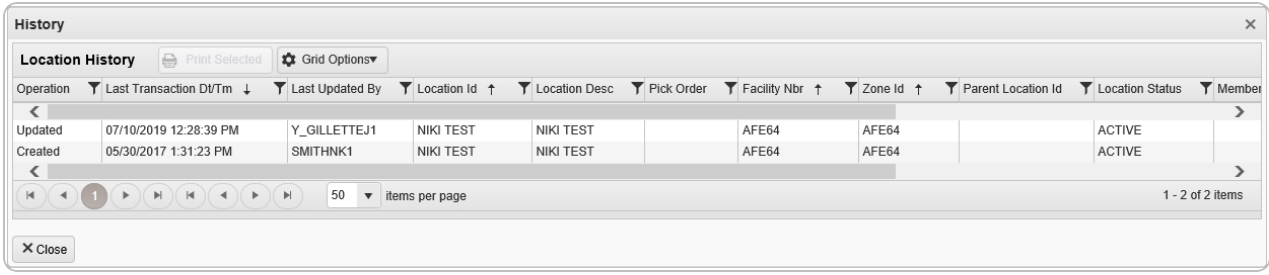 History
Location History Print Selected Grid Options
Operation Last Transaction Dt/Tm Last Updated By Location Id Location Desc Pick Order Facility Nbr Zone Id Parent Location Id Location Status Member
Updated 07/10/2019 12:28:39 PM Y_GILLETTEJ1 NIKI TEST NIKI TEST AFE64 AFE64 ACTIVE
Created 05/30/2017 1:31:23 PM SMITHNK1 NIKI TEST NIKI TEST AFE64 AFE64 ACTIVE
1 50 items per page 1 - 2 of 2 items
Close